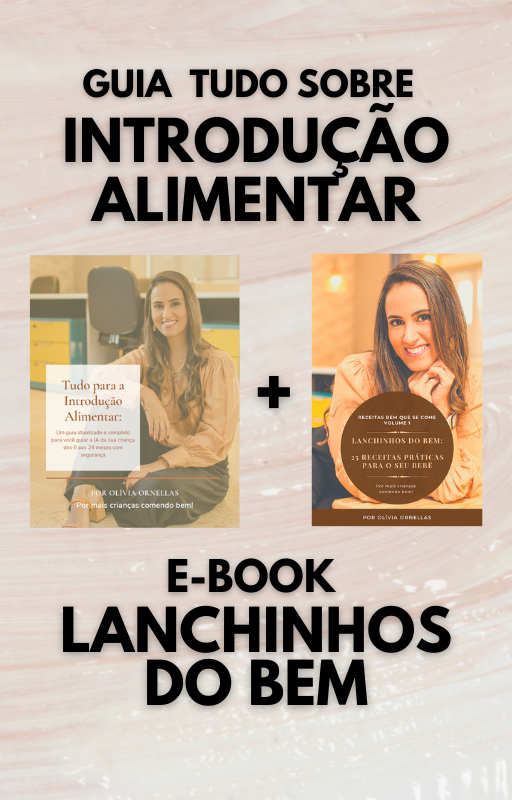 GUIA TUDO SOBRE
INTRODUÇÃO
ALIMENTAR
Tudo para a
Introdução
Alimentar:
Um guia atualizado e completo
para você guiar a IA da sua criança
dos 6 aos 24 meses com
segurança
POR OLÍVIA ORNELLAS
Por mais crianças comendo bem!
+
RECEITAS BEM QUE SE COME
VOLUME 1
LANCHINHOS DO BEM:
25 RECEITAS PRÁTICAS
PARA O SEU BEBÊ
Por mais crianças
comendo bem!
POR OLÍVIA ORNELLAS
E-BOOK
LANCHINHOS
DO BEM